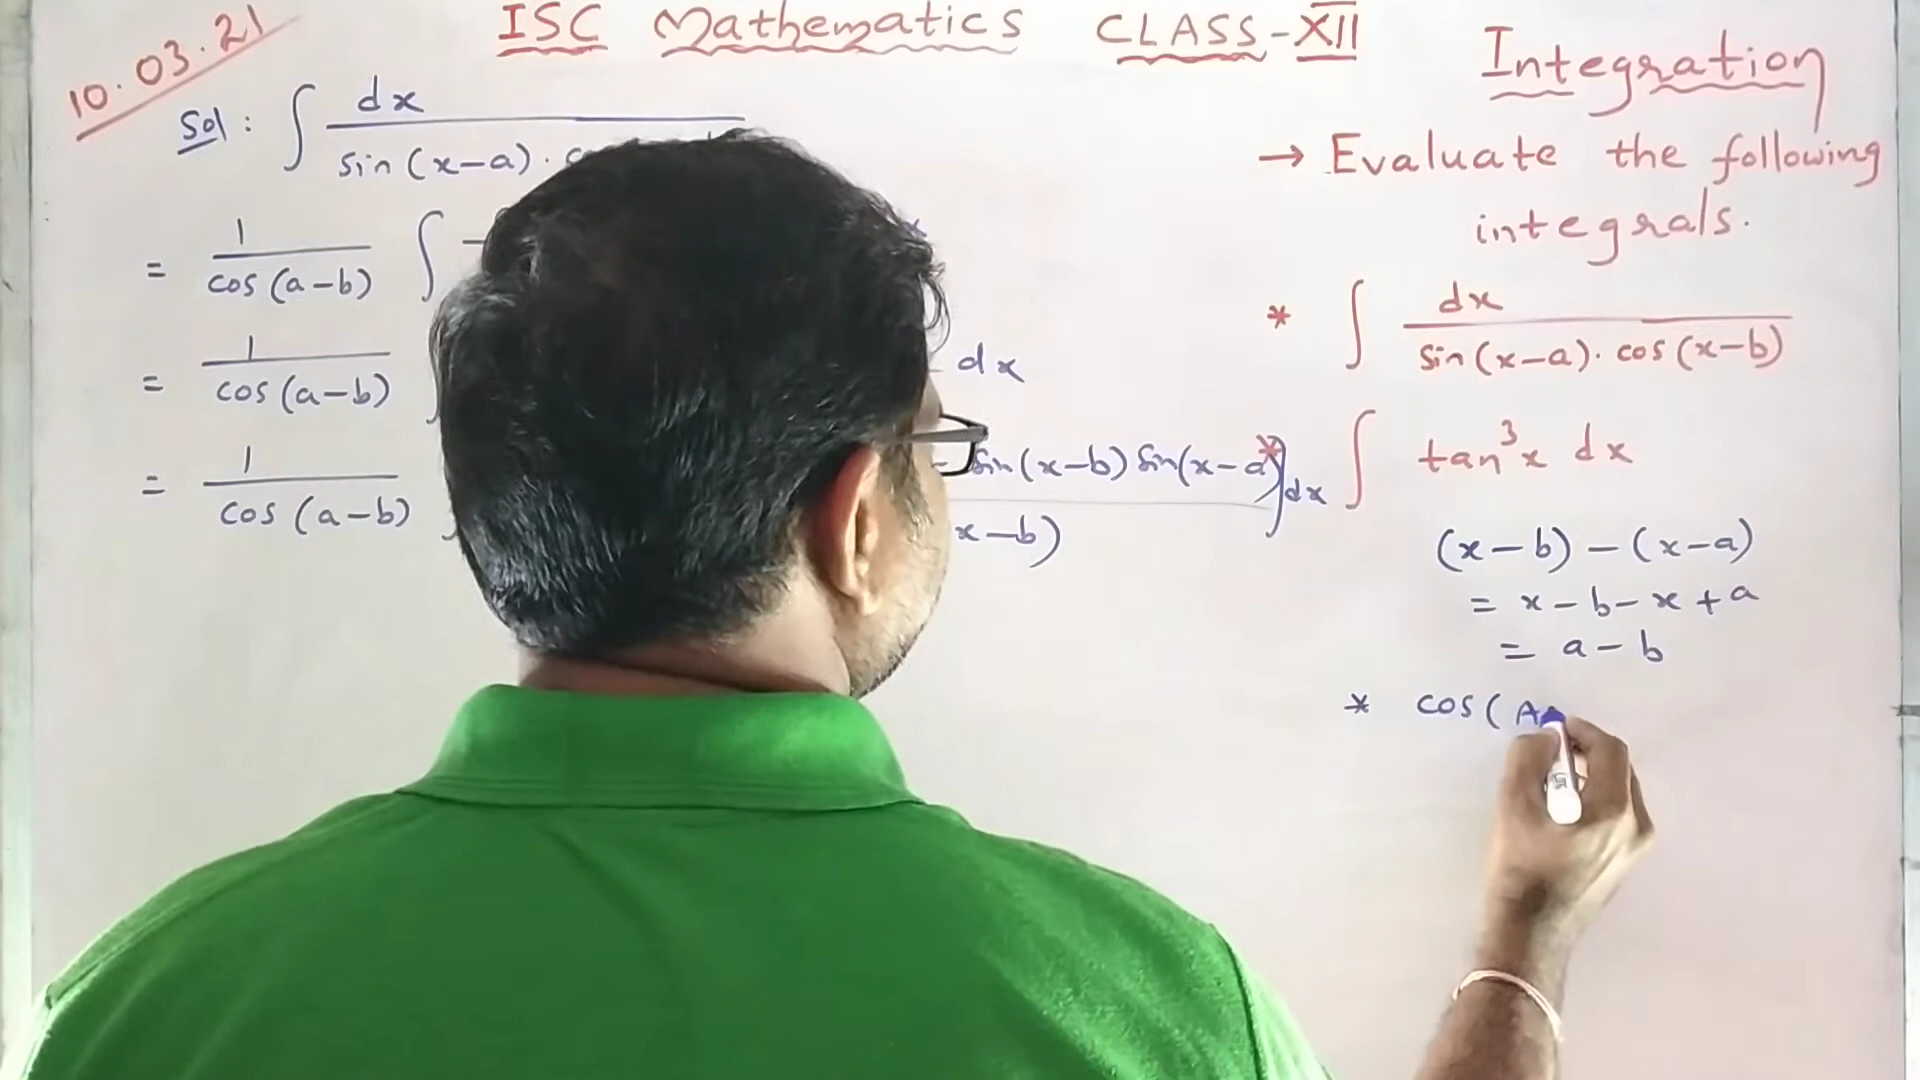 10.03.21
ISC Mathematics CLASS-XII
Sol: ∫ dx / sin(x-a).
= 1/cos(a-b) ∫
= 1/cos(a-b) dx
= 1/cos(a-b) - sin(x-b) sin(x-a)] dx
x-b)
Integration
→ Evaluate the following
integrals.
* ∫ dx / sin(x-a). cos(x-b)
* ∫ tan³x dx
(x-b)-(x-a)
= x-b-x+a
= a-b
* cos(A